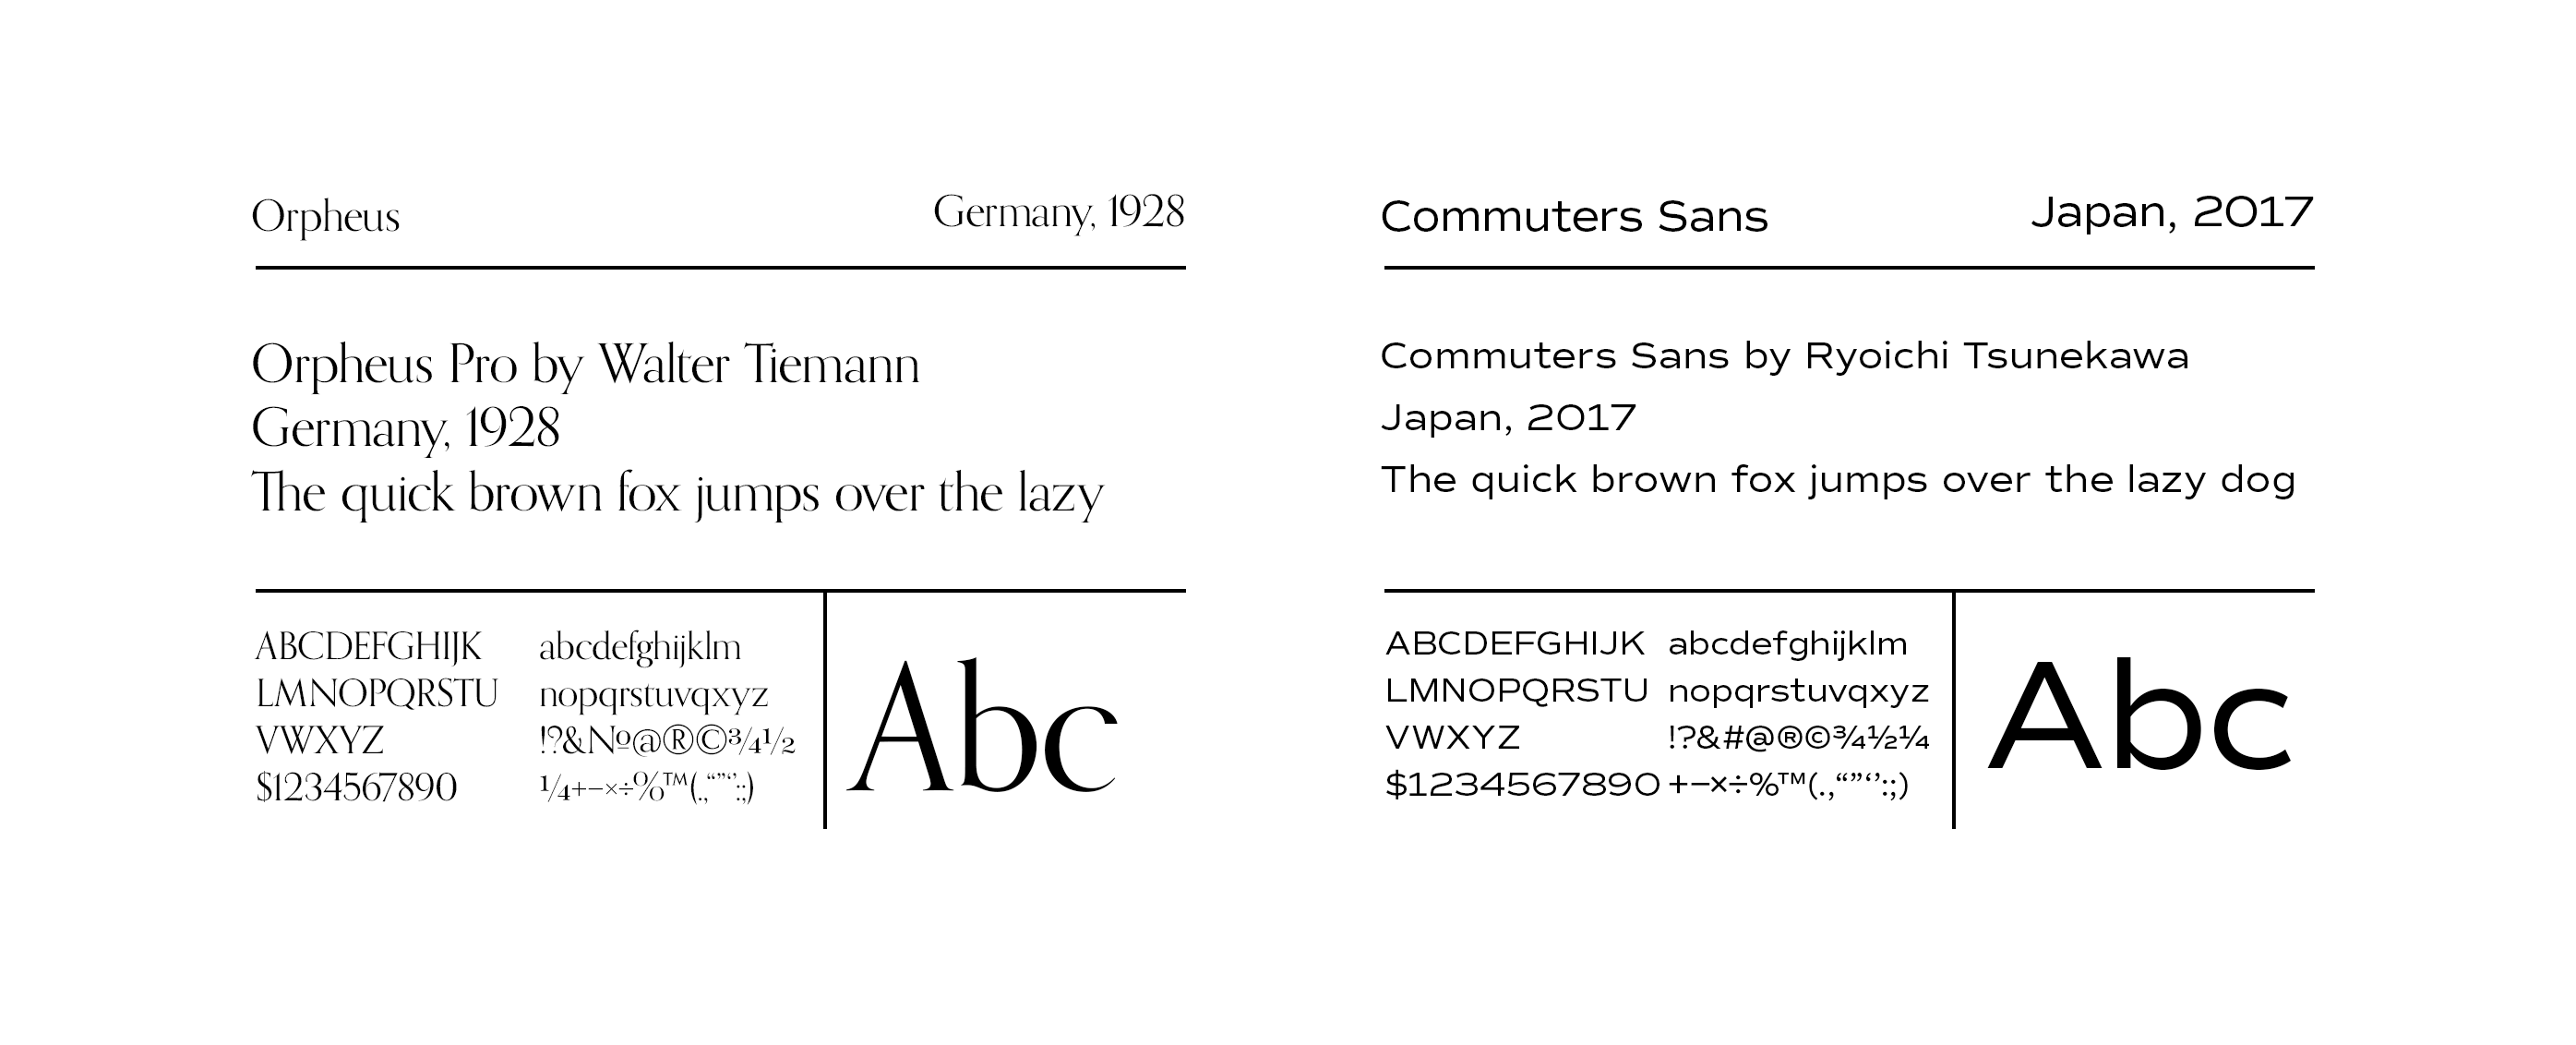 Orpheus
Germany, 1928
Orpheus Pro by Walter Tiemann
Germany, 1928
The quick brown fox jumps over the lazy
ABCDEFGHIJK
LMNOPQRSTU
VWXYZ
$1234567890
abcdefghijklm
nopqrstuvqxyz
!?&№@®©¾½
¼+−×÷%™(.,“”‘’:;)
Abc
Commuters Sans
Japan, 2017
Commuters Sans by Ryoichi Tsunekawa
Japan, 2017
The quick brown fox jumps over the lazy dog
ABCDEFGHIJK
LMNOPQRSTU
VWXYZ
$1234567890
abcdefghijklm
nopqrstuvqxyz
!?&#@®©¾½¼
+−×÷%™(.,“”‘’:;)
Abc